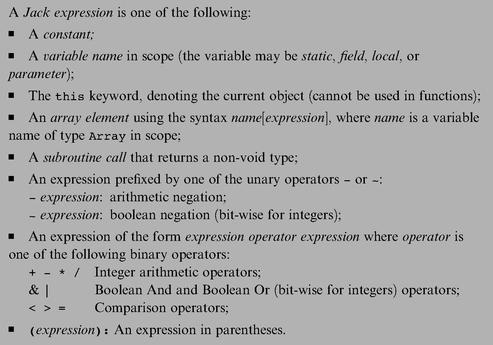 A Jack expression is one of the following:
▪ A constant;
▪ A variable name in scope (the variable may be static, field, local, or
parameter);
▪ The this keyword, denoting the current object (cannot be used in functions);
▪ An array element using the syntax name[expression], where name is a variable
name of type Array in scope;
▪ A subroutine call that returns a non-void type;
▪ An expression prefixed by one of the unary operators - or ~:
- expression: arithmetic negation;
~ expression: boolean negation (bit-wise for integers);
▪ An expression of the form expression operator expression where operator is
one of the following binary operators:
+ - * / Integer arithmetic operators;
& | Boolean And and Boolean Or (bit-wise for integers) operators;
< > = Comparison operators;
▪ (expression): An expression in parentheses.